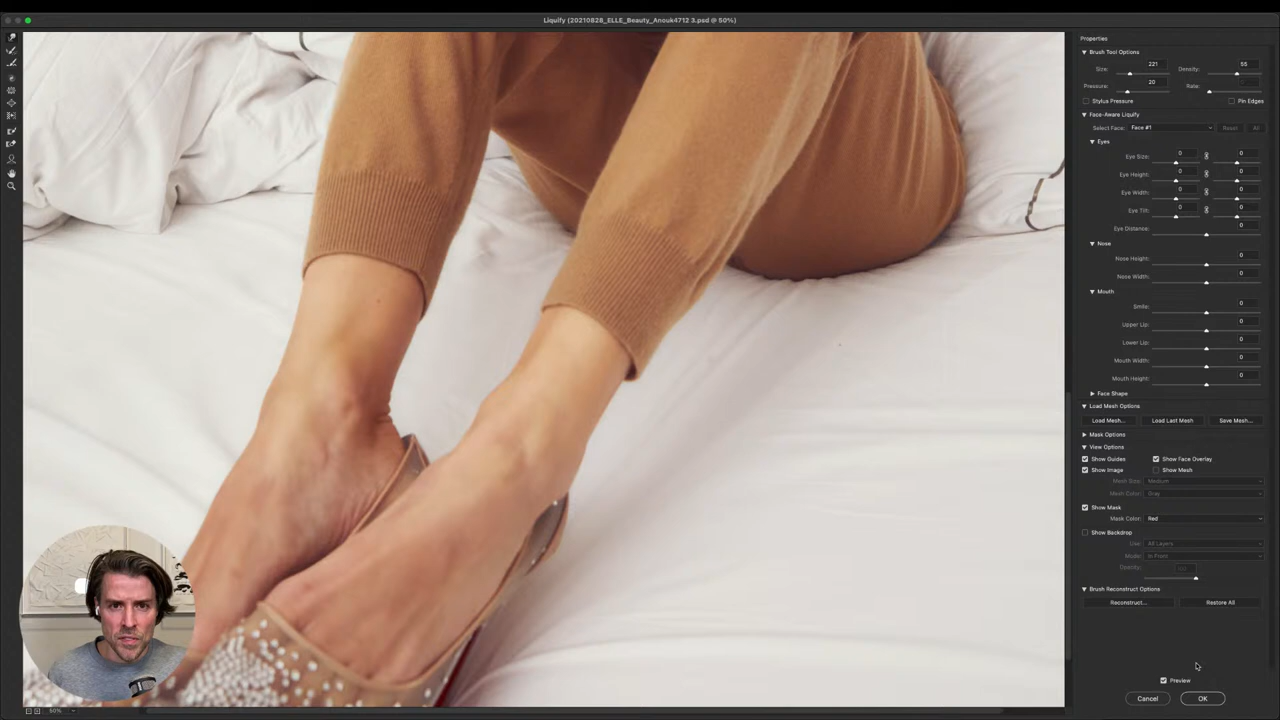 Liquify (20210828_ELLE_Beauty_Anouk4712 3.psd @ 50%)
Properties
Brush Tool Options
Size: 221 Density: 55
Pressure: 20 Rate:
Stylus Pressure Pin Edges
Face-Aware Liquify
Select Face: Face #1 Reset All
Eyes
Eye Size: 0 0
Eye Height: 0 0
Eye Width: 0 0
Eye Tilt: 0 0
Eye Distance: 0
Nose
Nose Height: 0
Nose Width: 0
Mouth
Smile: 0
Upper Lip: 0
Lower Lip: 0
Mouth Width: 0
Mouth Height: 0
Face Shape
Load Mesh Options
Load Mesh... Load Last Mesh Save Mesh...
Mask Options
View Options
Show Guides Show Face Overlay
Show Image Show Mesh
Mesh Size: Medium
Mesh Color: Gray
Show Mask
Mask Color: Red
Show Backdrop
Use: All Layers
Mode: In Front
Opacity:
Brush Reconstruct Options
Reconstruct... Restore All
Preview
Cancel OK
50%